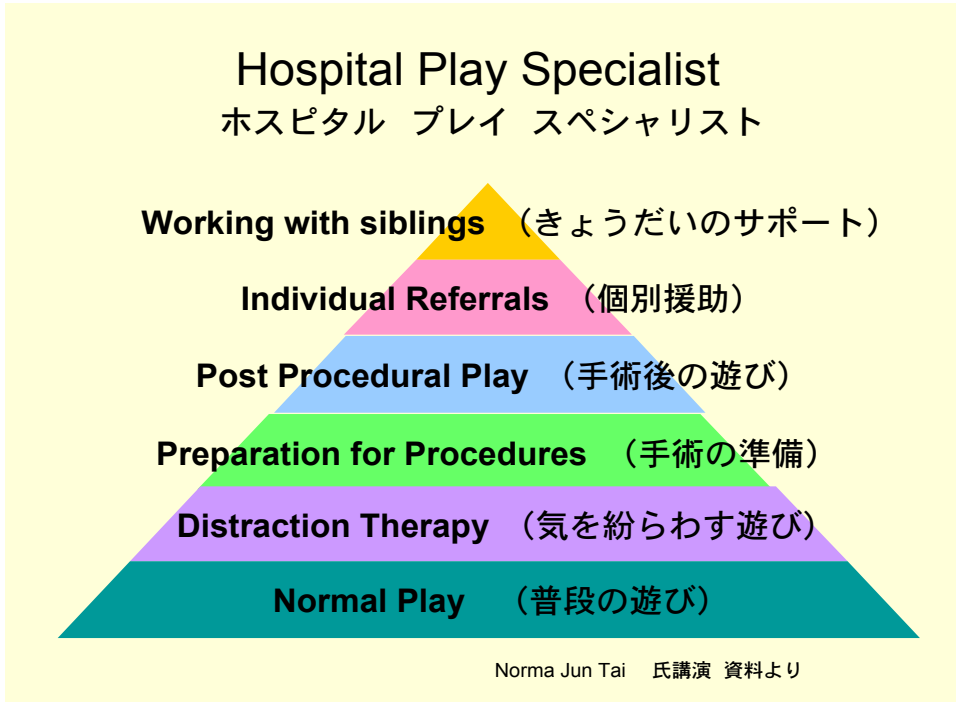 Hospital Play Specialist
ホスピタル プレイ スペシャリスト
Working with siblings （きょうだいのサポート）
Individual Referrals （個別援助）
Post Procedural Play （手術後の遊び）
Preparation for Procedures （手術の準備）
Distraction Therapy （気を紛らわす遊び）
Normal Play （普段の遊び）
Norma Jun Tai 氏講演 資料より